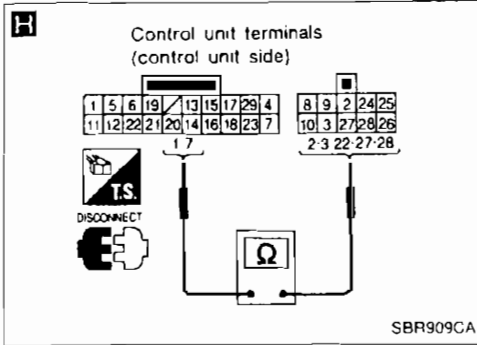 H
Control unit terminals
(control unit side)
1 5 6 19 13 15 17 29 4
11 12 22 21 20 14 16 18 23 7
8 9 2 24 25
10 3 27 28 26
1·7
2·3·22·27·28
T.S.
DISCONNECT
Ω
SBR909CA